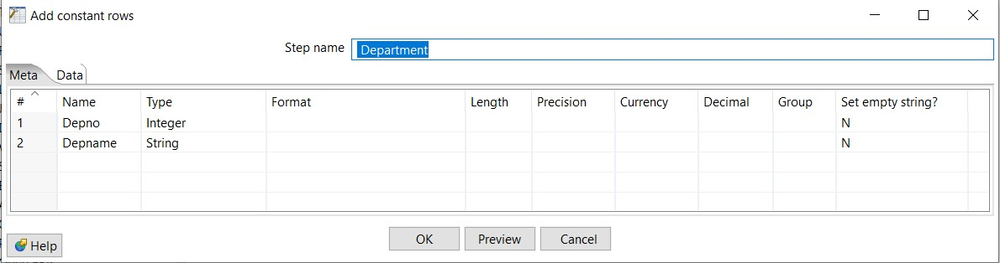 Add constant rows
Step name Department
Meta Data
# Name Type Format Length Precision Currency Decimal Group Set empty string?
1 Depno Integer N
2 Depname String N
OK Preview Cancel
Help